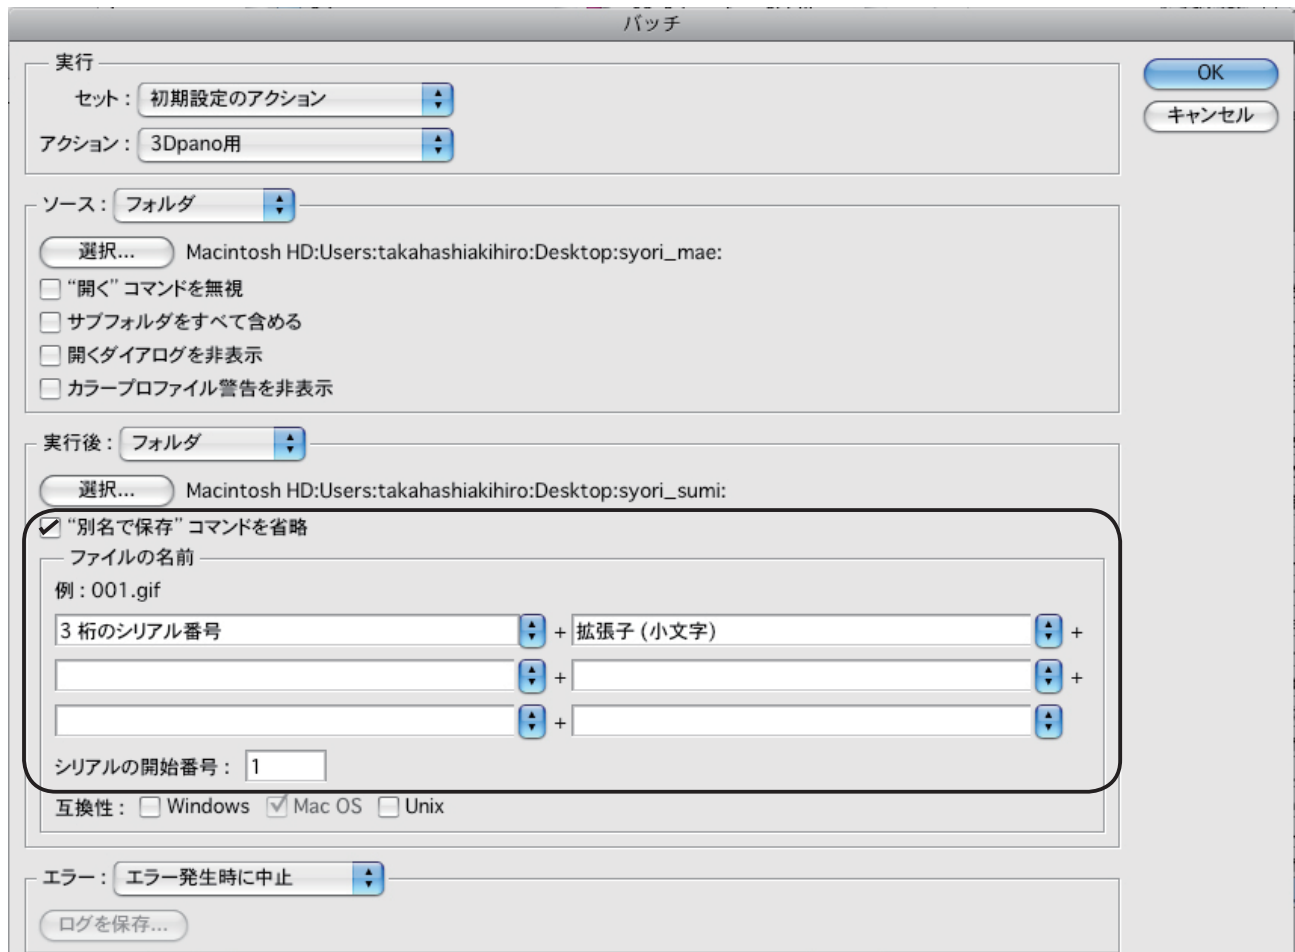 バッチ
実行
セット: 初期設定のアクション
アクション: 3Dpano用
OK
キャンセル
ソース: フォルダ
選択... Macintosh HD:Users:takahashiakihiro:Desktop:syori_mae:
“開く” コマンドを無視
サブフォルダをすべて含める
開くダイアログを非表示
カラープロファイル警告を非表示
実行後: フォルダ
選択... Macintosh HD:Users:takahashiakihiro:Desktop:syori_sumi:
“別名で保存” コマンドを省略
ファイルの名前
例: 001.gif
3 桁のシリアル番号 + 拡張子 (小文字) +
+ +
+
シリアルの開始番号: 1
互換性: Windows Mac OS Unix
エラー: エラー発生時に中止
ログを保存...